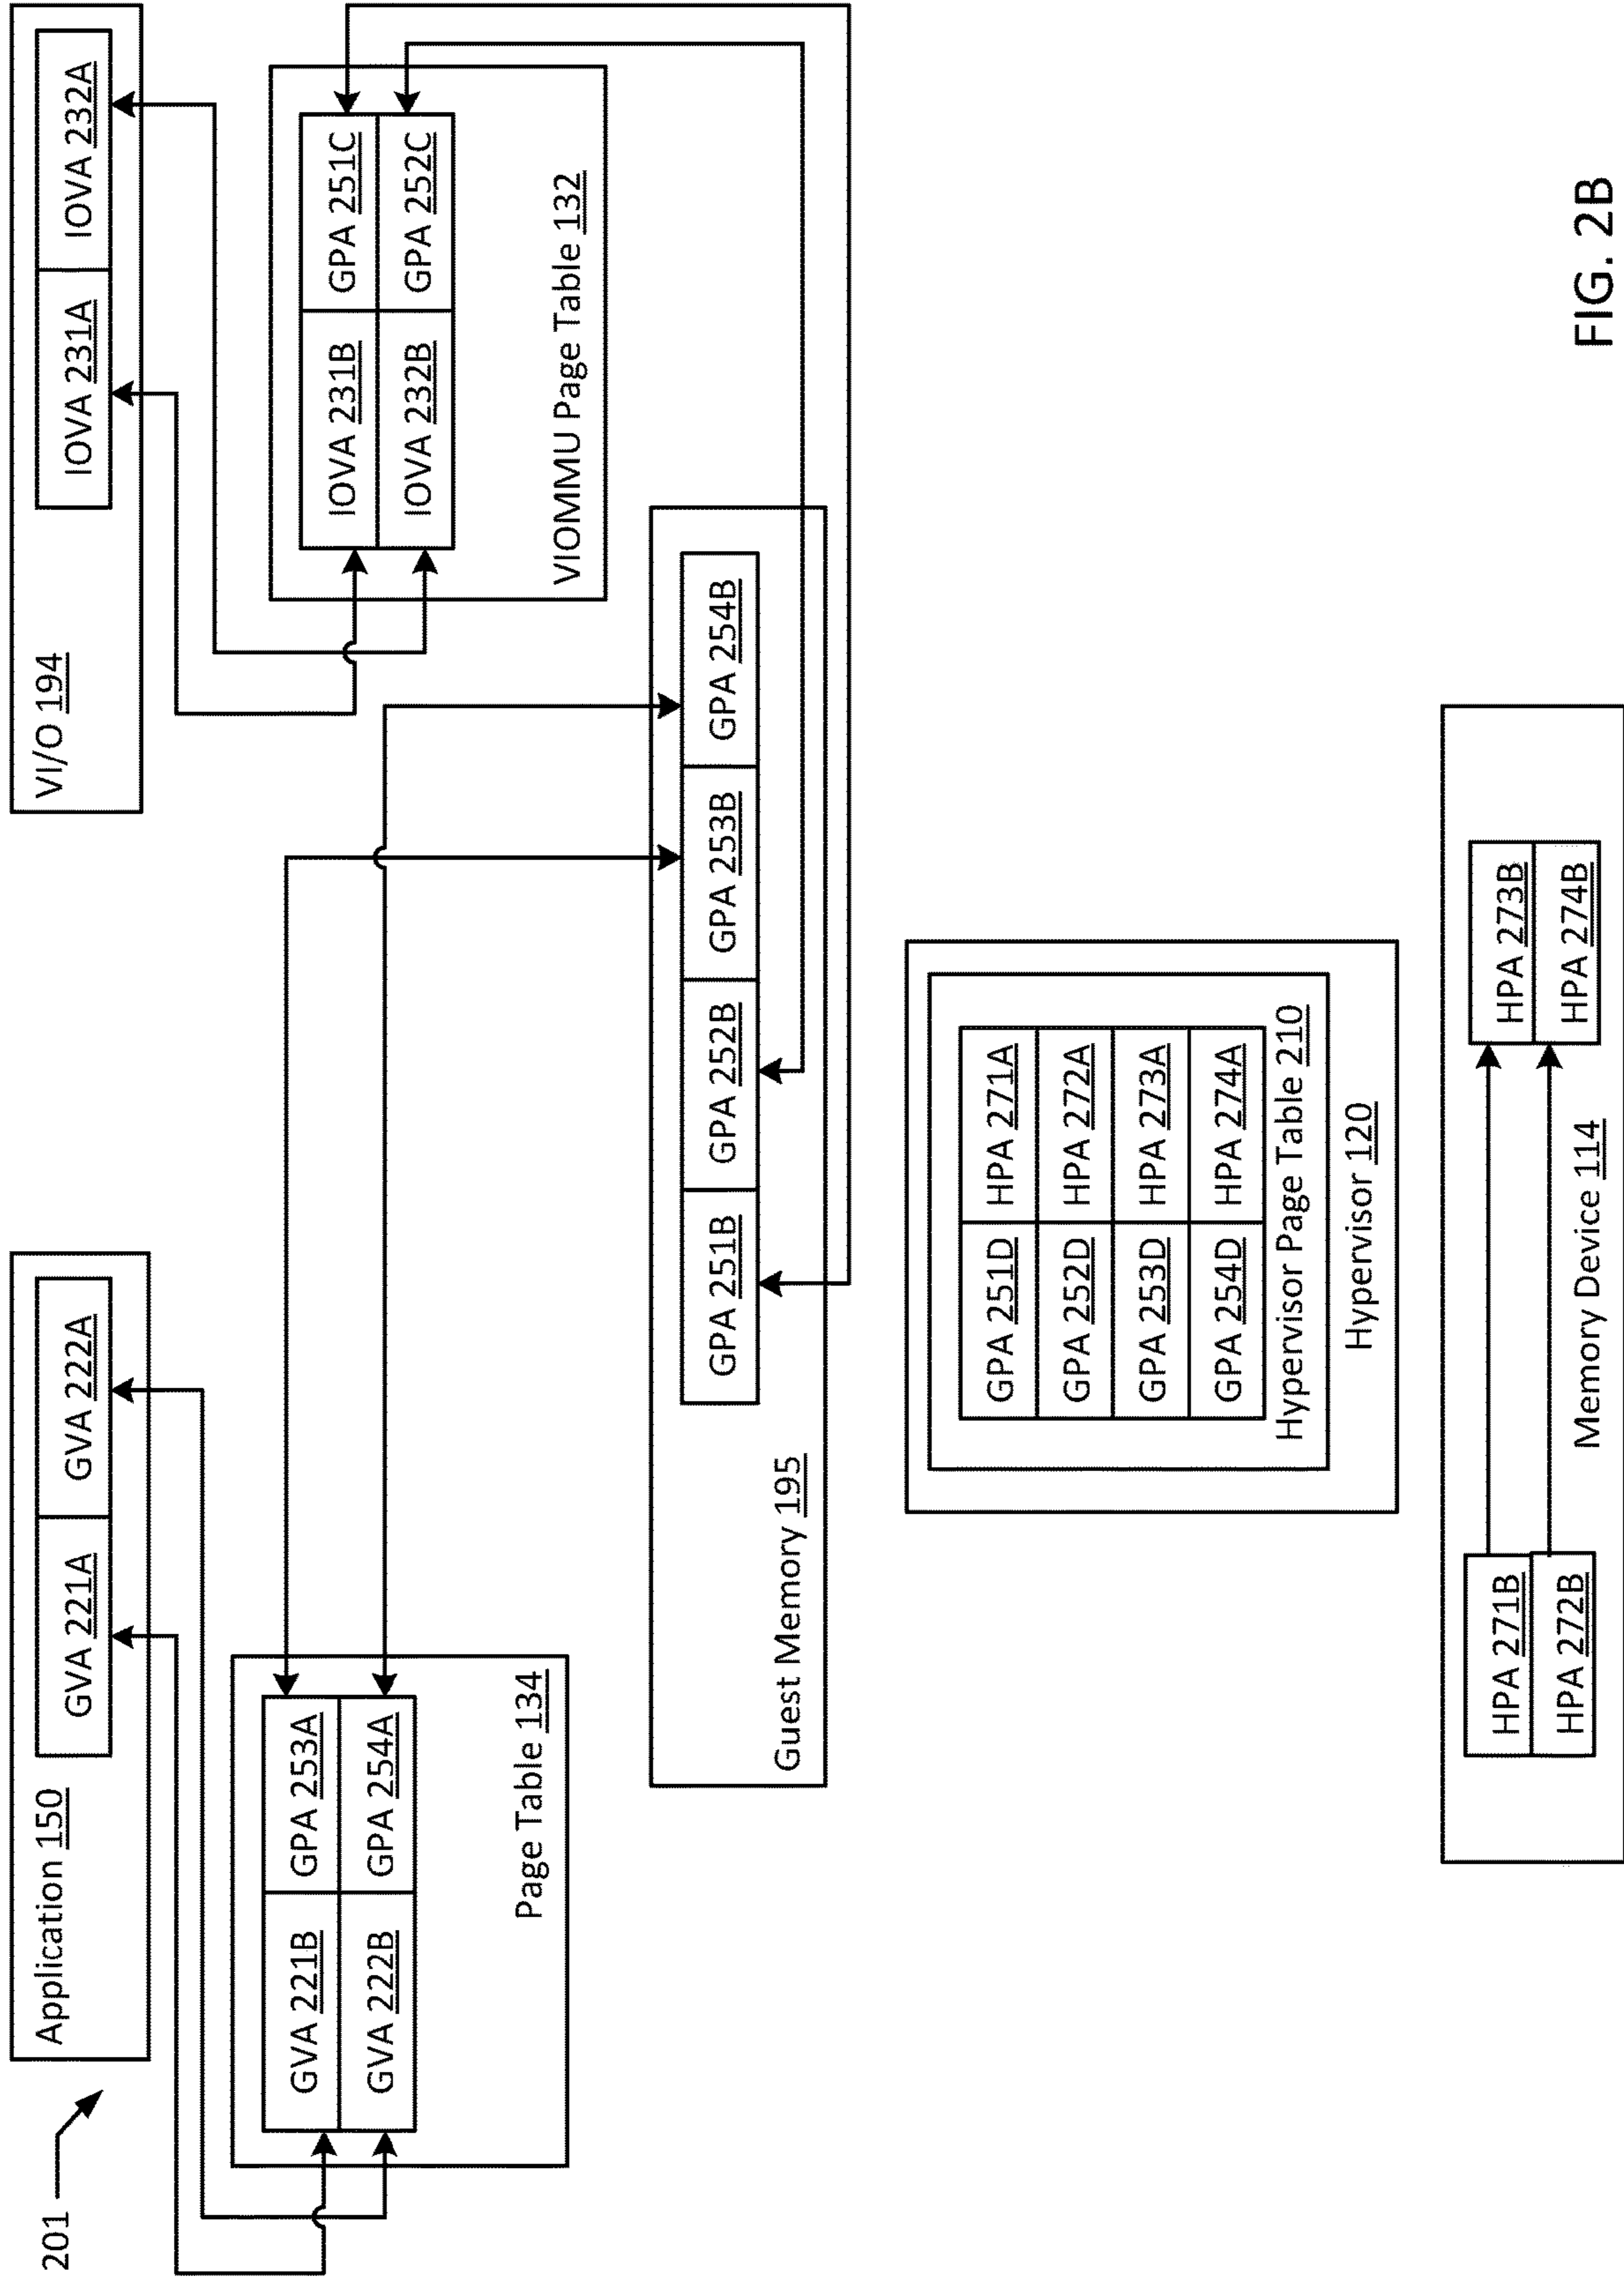 201
Application 150
GVA 221A
GVA 222A
VI/O 194
IOVA 231A
IOVA 232A
GVA 221B
GPA 253A
GVA 222B
GPA 254A
Page Table 134
IOVA 231B
GPA 251C
IOVA 232B
GPA 252C
VIOMMU Page Table 132
GPA 251B
GPA 252B
GPA 253B
GPA 254B
Guest Memory 195
GPA 251D
HPA 271A
GPA 252D
HPA 272A
GPA 253D
HPA 273A
GPA 254D
HPA 274A
Hypervisor Page Table 210
Hypervisor 120
HPA 271B
HPA 273B
HPA 272B
HPA 274B
Memory Device 114
FIG. 2B